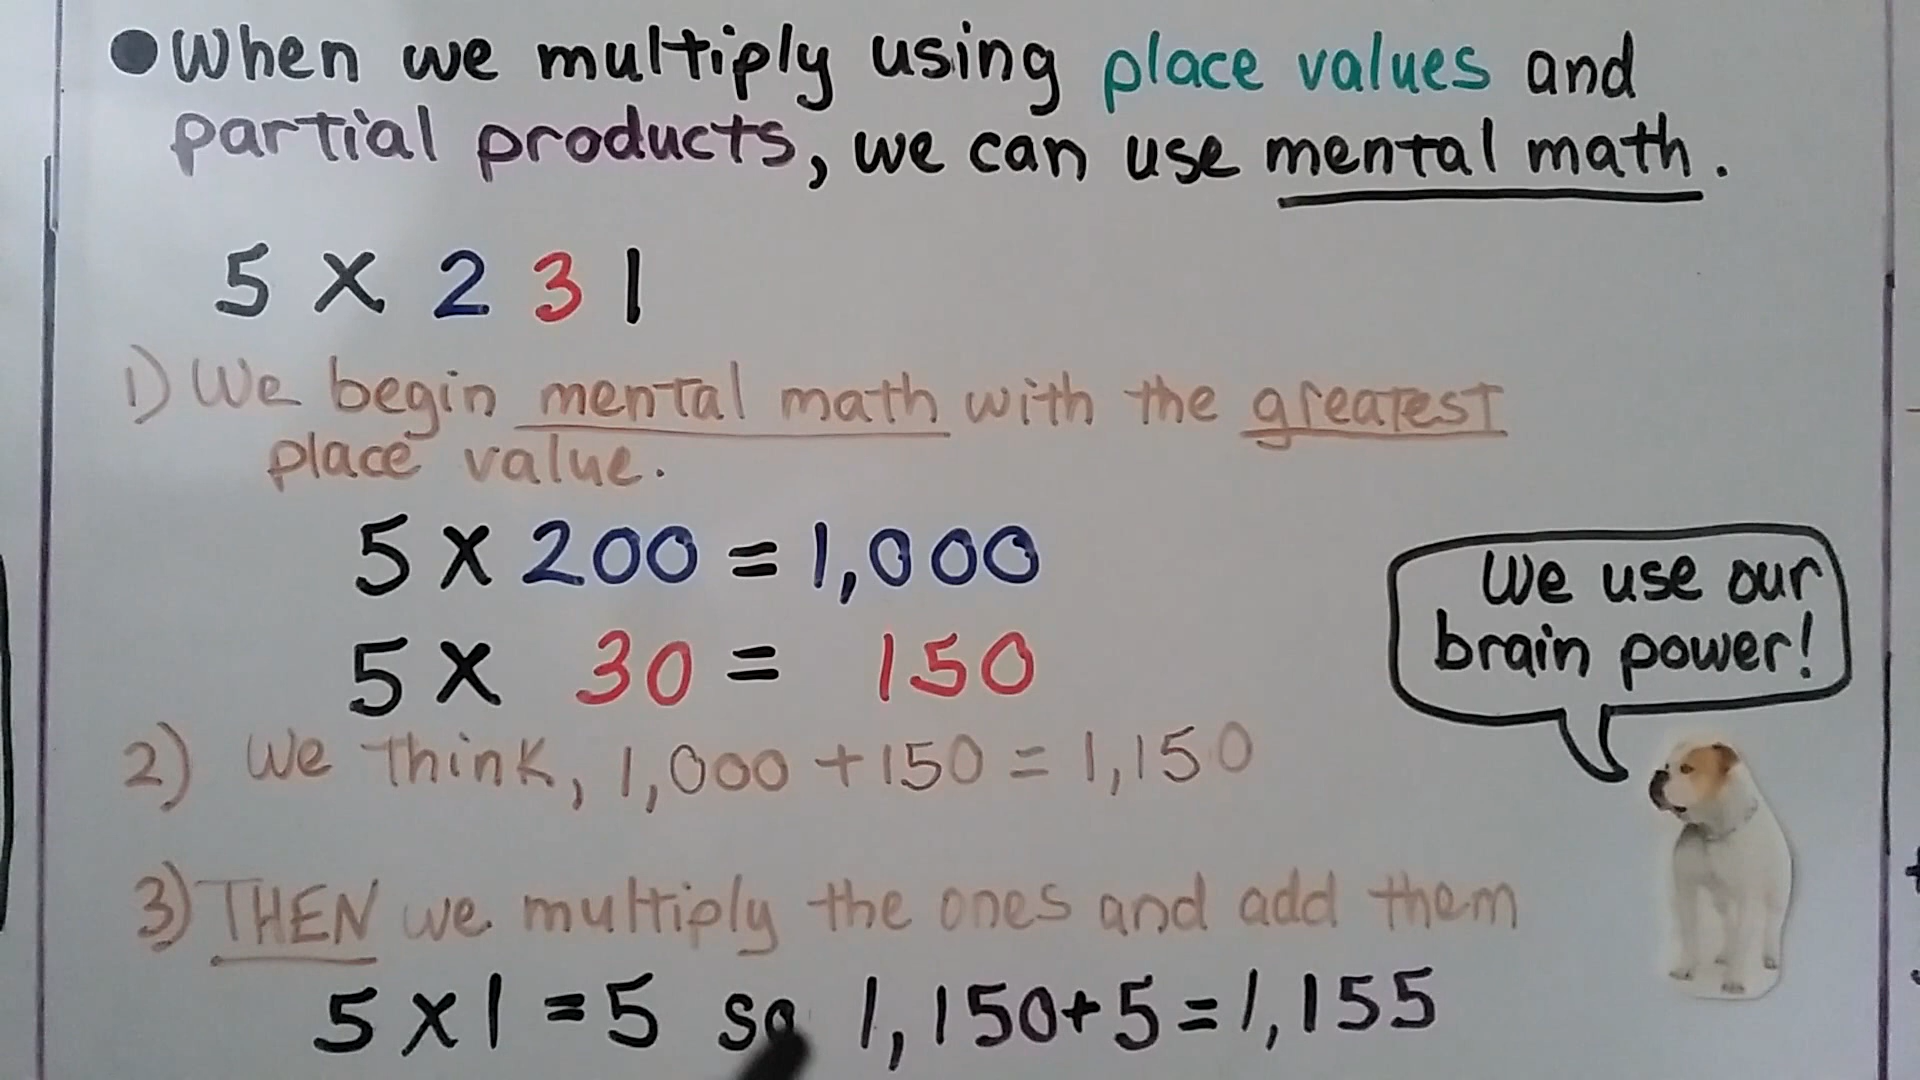 ●When we multiply using place values and
partial products, we can use mental math.
5 × 2 3 1
1) We begin mental math with the greatest
place value.
5 × 200 = 1,000
5 × 30 = 150
We use our
brain power!
2) We think, 1,000 + 150 = 1,150
3) THEN we multiply the ones and add them
5 × 1 = 5 so 1,150 + 5 = 1,155